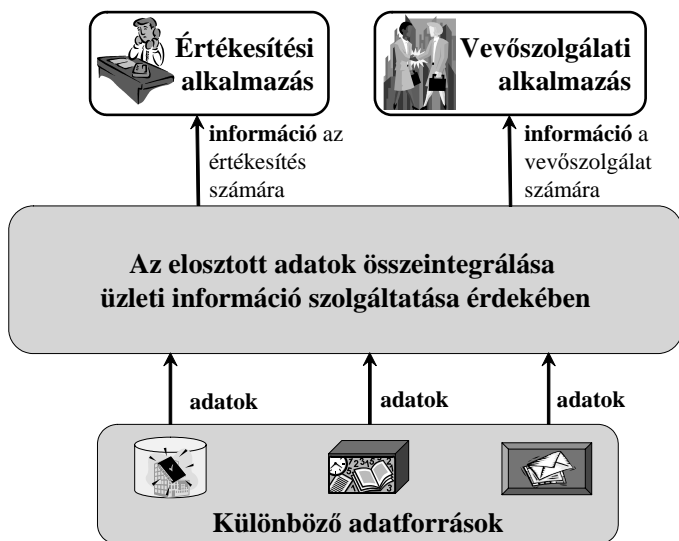 Értékesítési
alkalmazás
Vevőszolgálati
alkalmazás
információ az
értékesítés
számára
információ a
vevőszolgálat
számára
Az elosztott adatok összeintegrálása
üzleti információ szolgáltatása érdekében
adatok
adatok
adatok
Különböző adatforrások